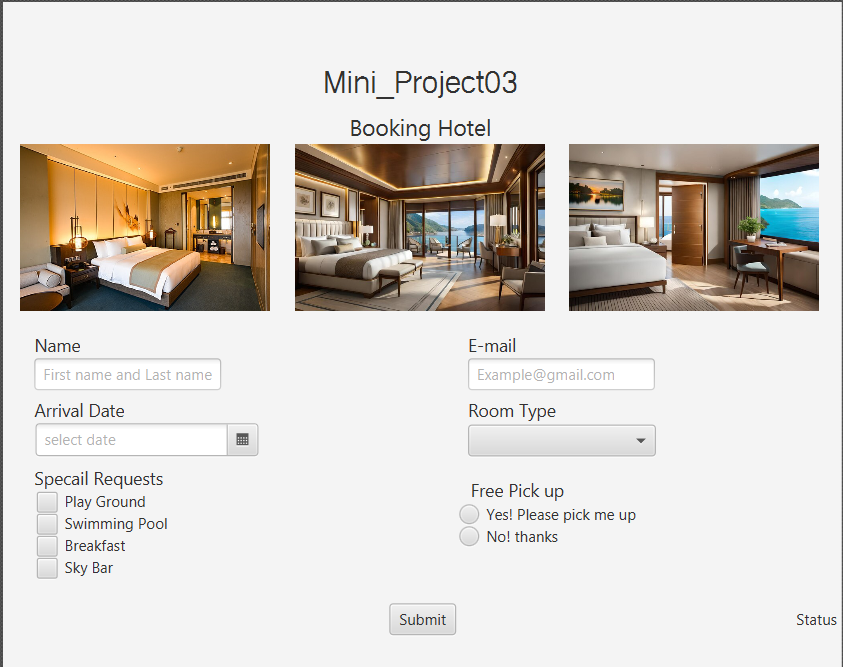 Mini_Project03
Booking Hotel
Name
First name and Last name
E-mail
Example@gmail.com
Arrival Date
select date
Room Type
Specail Requests
Play Ground
Swimming Pool
Breakfast
Sky Bar
Free Pick up
Yes! Please pick me up
No! thanks
Submit
Status